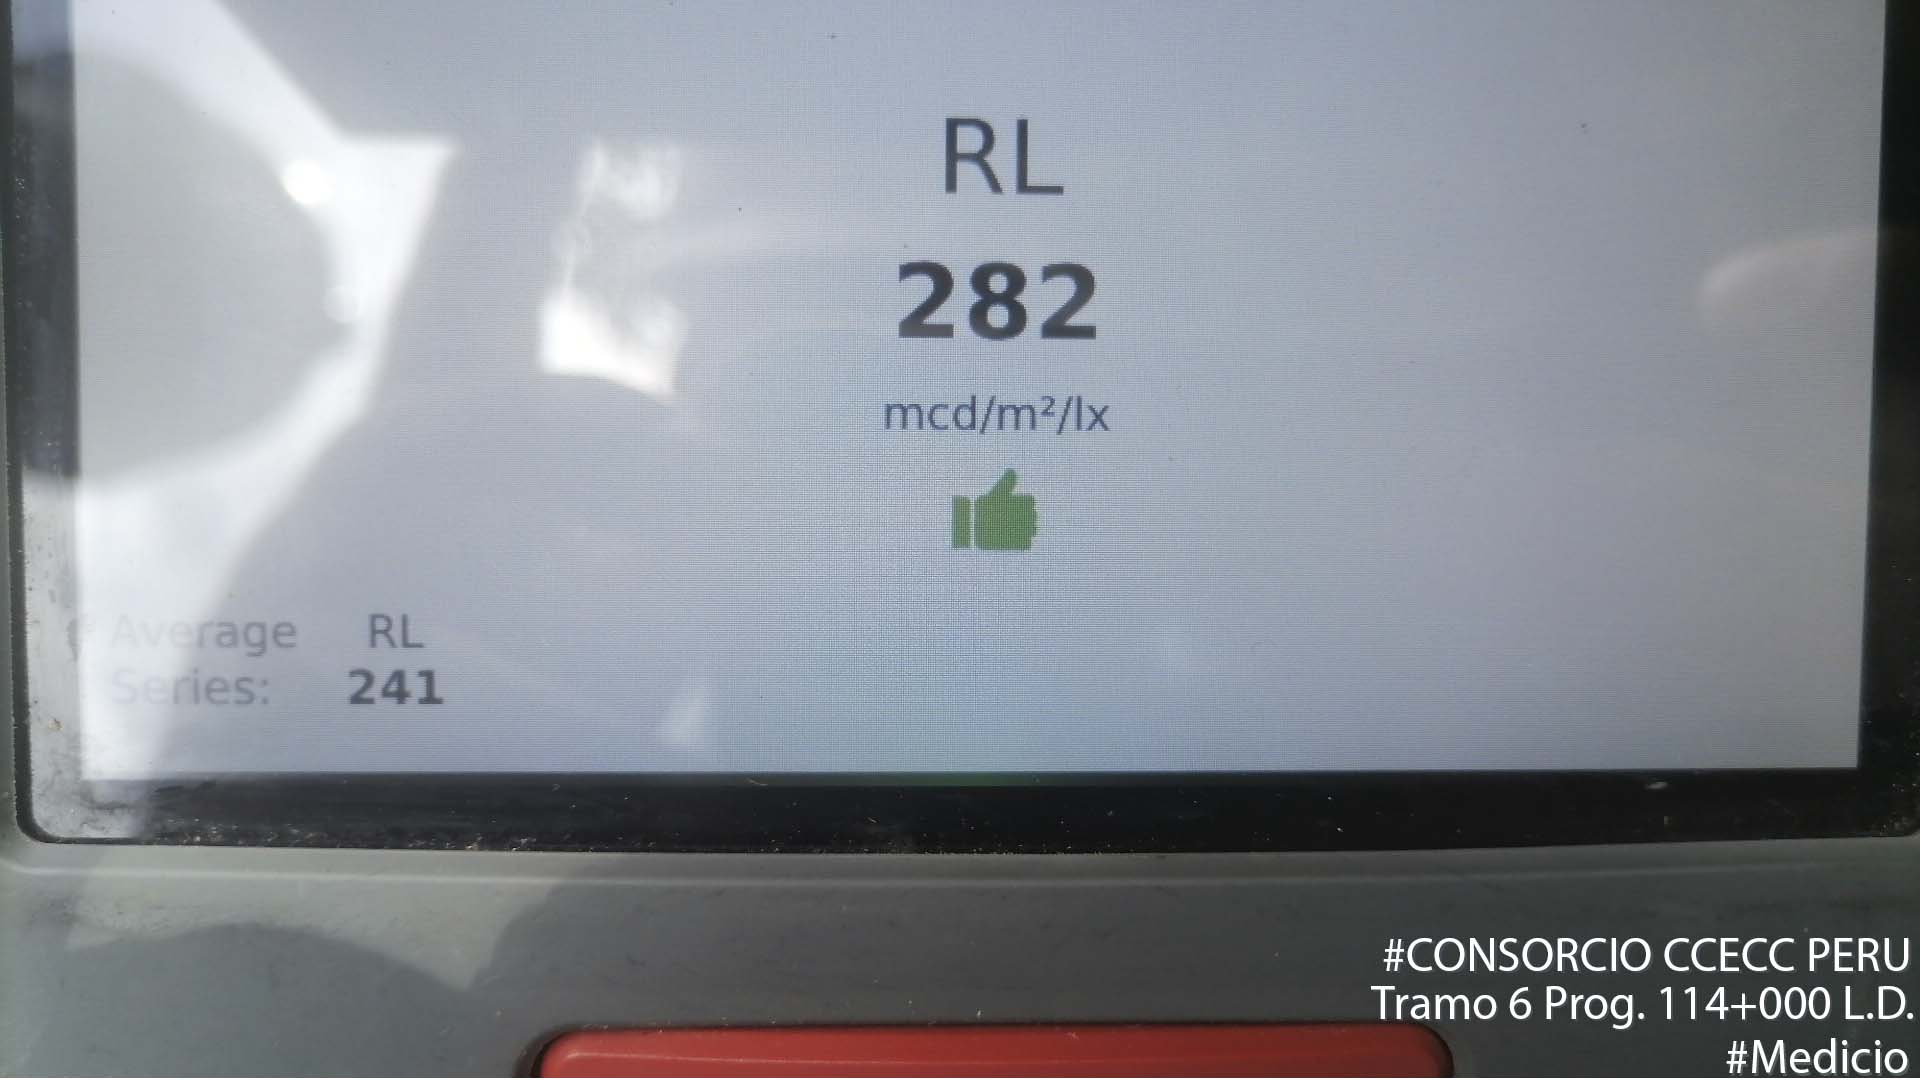 RL
282
mcd/m²/lx
Average RL
Series: 241
#CONSORCIO CCECC PERU
Tramo 6 Prog. 114+000 L.D.
#Medicio